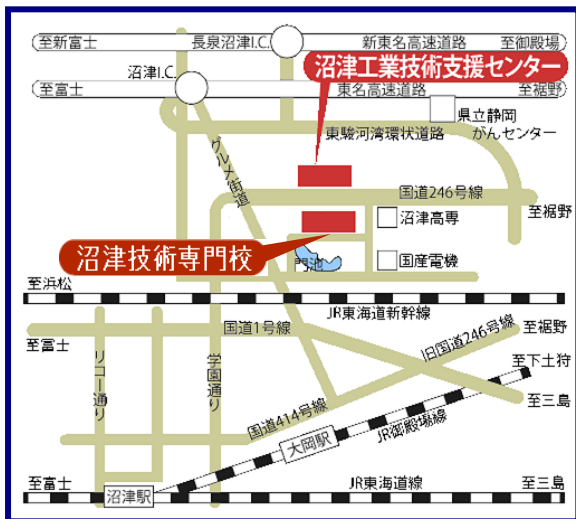 至新富士
長泉沼津I.C.
新東名高速道路
至御殿場
沼津I.C.
沼津工業技術支援センター
至富士
東名高速道路
至裾野
県立静岡
がんセンター
東駿河湾環状道路
グルメ街道
国道246号線
至裾野
沼津高専
沼津技術専門校
門池
国産電機
至浜松
JR東海道新幹線
国道1号線
旧国道246号線
至裾野
至富士
リコー通り
学園通り
至下土狩
国道414号線
大岡駅
JR御殿場線
至三島
至富士
沼津駅
JR東海道線
至三島